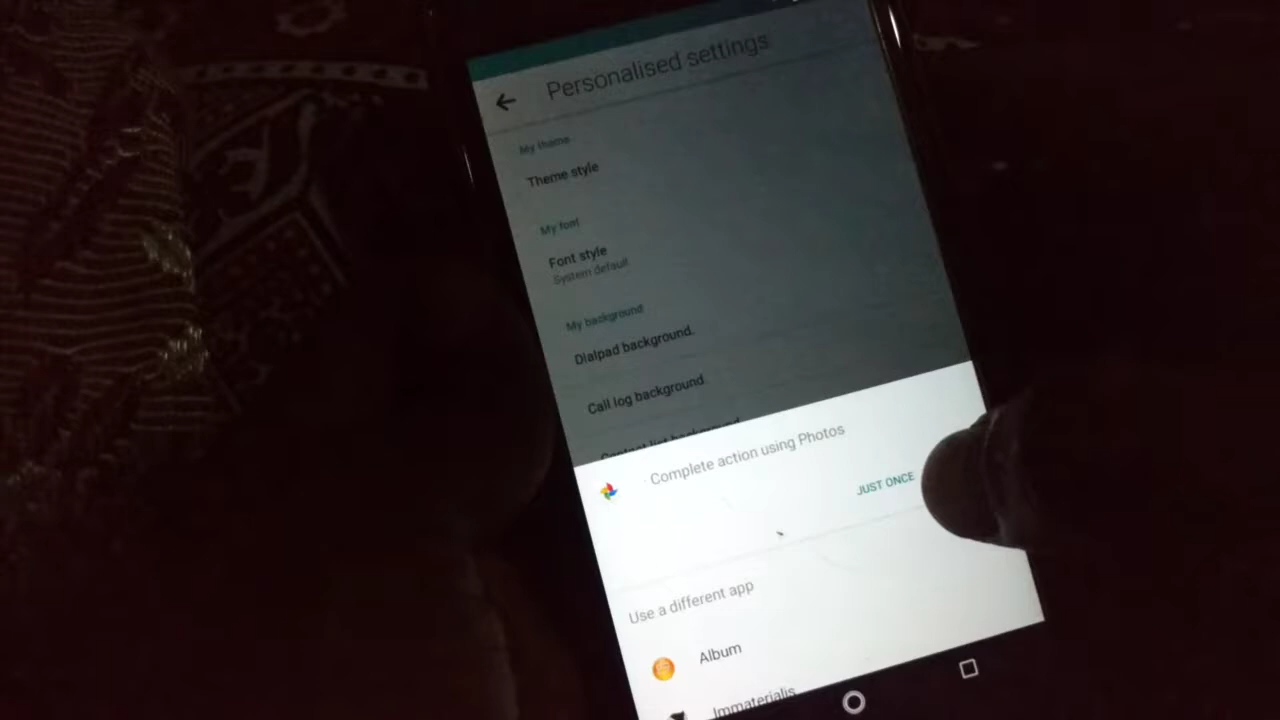 Personalised settings
My theme
Theme style
My font
Font style
System default
My background
Dialpad background.
Call log background.
Contact list background
Complete action using Photos
JUST ONCE
Use a different app
Album
Immaterialis